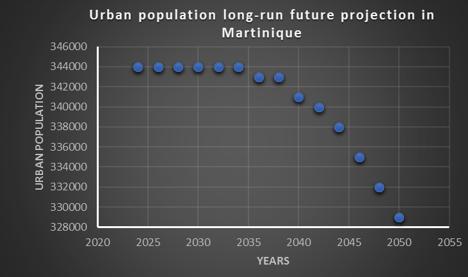 Urban population long-run future projection in
Martinique
346000
344000
342000
340000
338000
336000
334000
332000
330000
328000
URBAN POPULATION
2020 2025 2030 2035 2040 2045 2050 2055
YEARS